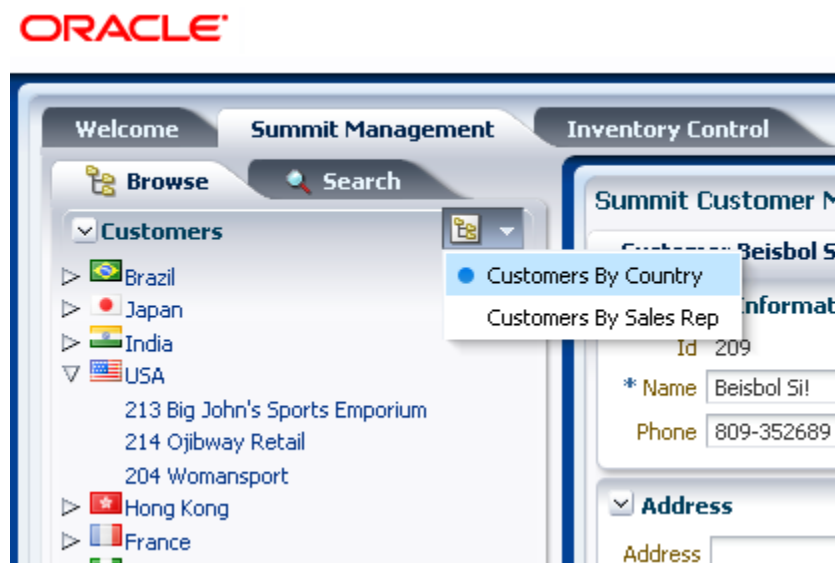 ORACLE
Welcome Summit Management Inventory Control
Browse Search
Customers
Customers By Country
Customers By Sales Rep
Brazil
Japan
India
USA
213 Big John's Sports Emporium
214 Ojibway Retail
204 Womansport
Hong Kong
France
Summit Customer
Beisbol
Id 209
* Name Beisbol Si!
Phone 809-352689
Address
Address